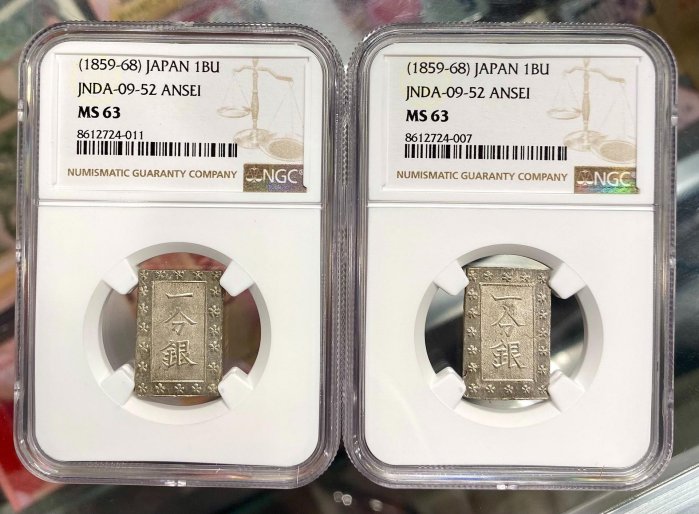 (1859-68) JAPAN 1BU
JNDA-09-52 ANSEI
MS 63
8612724-011
NUMISMATIC GUARANTY COMPANY
NGC
一分銀
(1859-68) JAPAN 1BU
JNDA-09-52 ANSEI
MS 63
8612724-007
NUMISMATIC GUARANTY COMPANY
NGC
一分銀